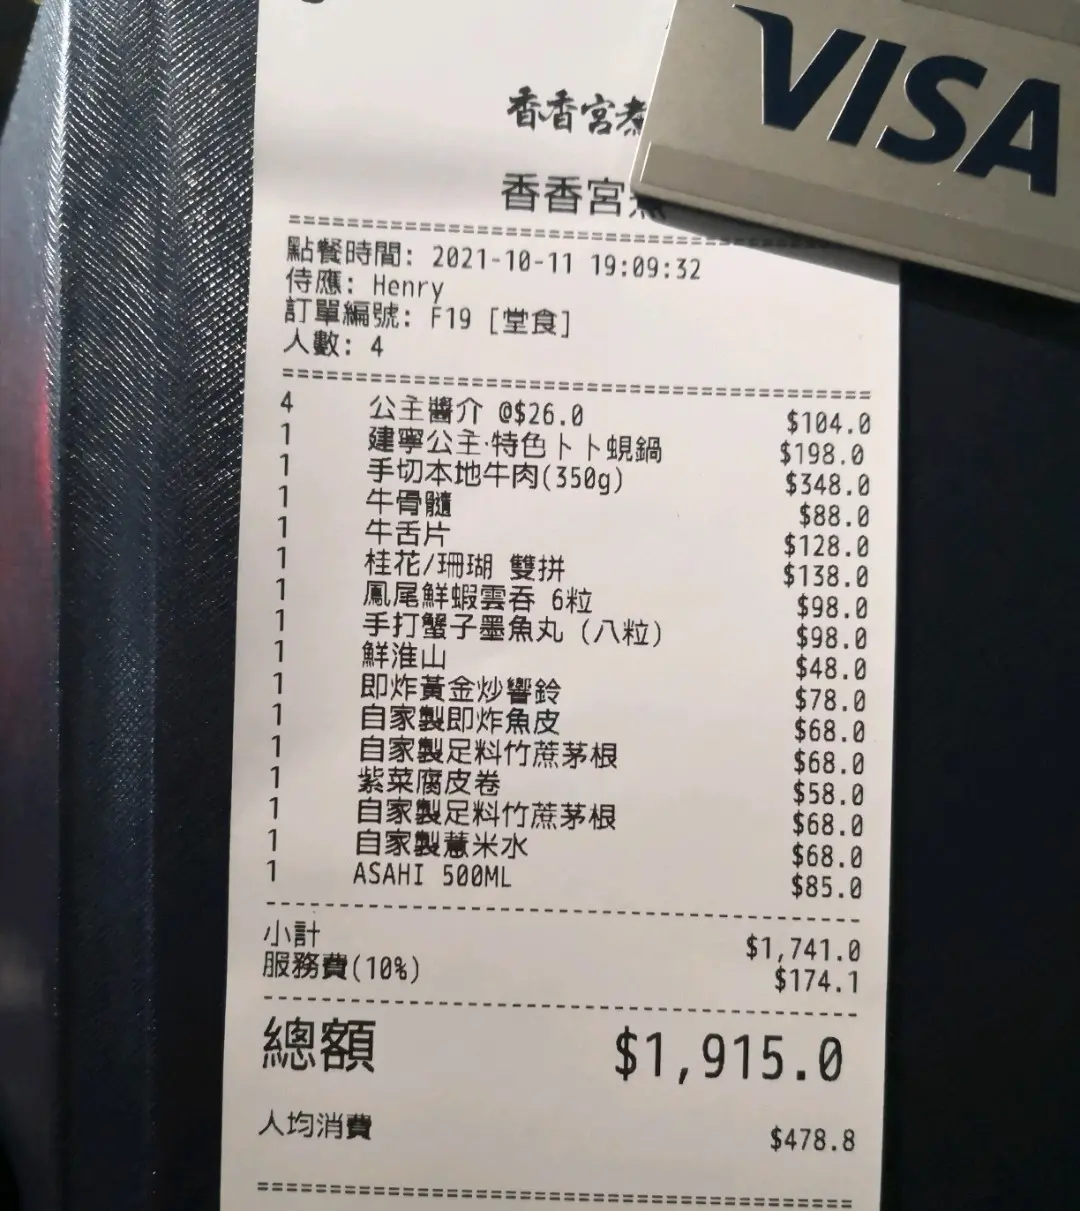 VISA
香香宮煮
香香宮
==================================================
點餐時間: 2021-10-11 19:09:32
侍應: Henry
訂單編號: F19 [堂食]
人數: 4
==================================================
4 公主醬介 @$26.0 $104.0
1 建寧公主·特色卜卜蜆鍋 $198.0
1 手切本地牛肉(350g) $348.0
1 牛骨髓 $88.0
1 牛舌片 $128.0
1 桂花/珊瑚 雙拼 $138.0
1 鳳尾鮮蝦雲吞 6粒 $98.0
1 手打蟹子墨魚丸 (八粒) $98.0
1 鮮淮山 $48.0
1 即炸黃金炒響鈴 $78.0
1 自家製即炸魚皮 $68.0
1 自家製足料竹蔗茅根 $68.0
1 紫菜腐皮卷 $58.0
1 自家製足料竹蔗茅根 $68.0
1 自家製薏米水 $68.0
1 ASAHI 500ML $85.0
--------------------------------------------------
小計 $1,741.0
服務費(10%) $174.1
--------------------------------------------------
總額 $1,915.0
人均消費 $478.8
==================================================